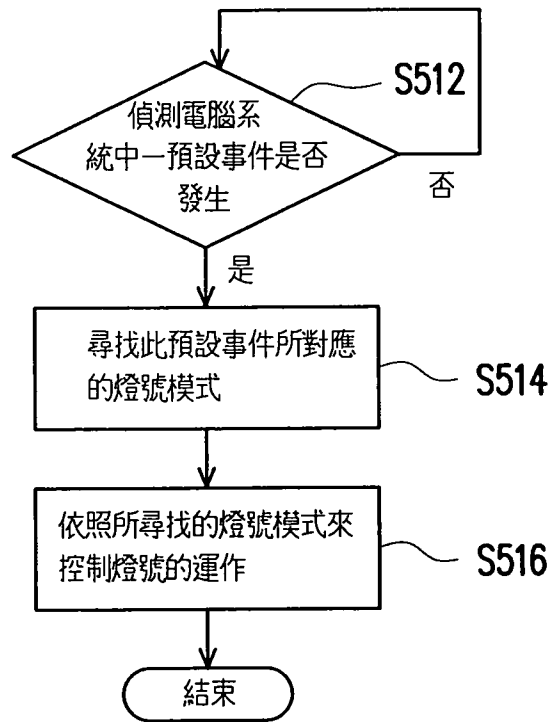 S512
偵測電腦系
統中一預設事件是否
發生
否
是
尋找此預設事件所對應
的燈號模式
S514
依照所尋找的燈號模式來
控制燈號的運作
S516
結束